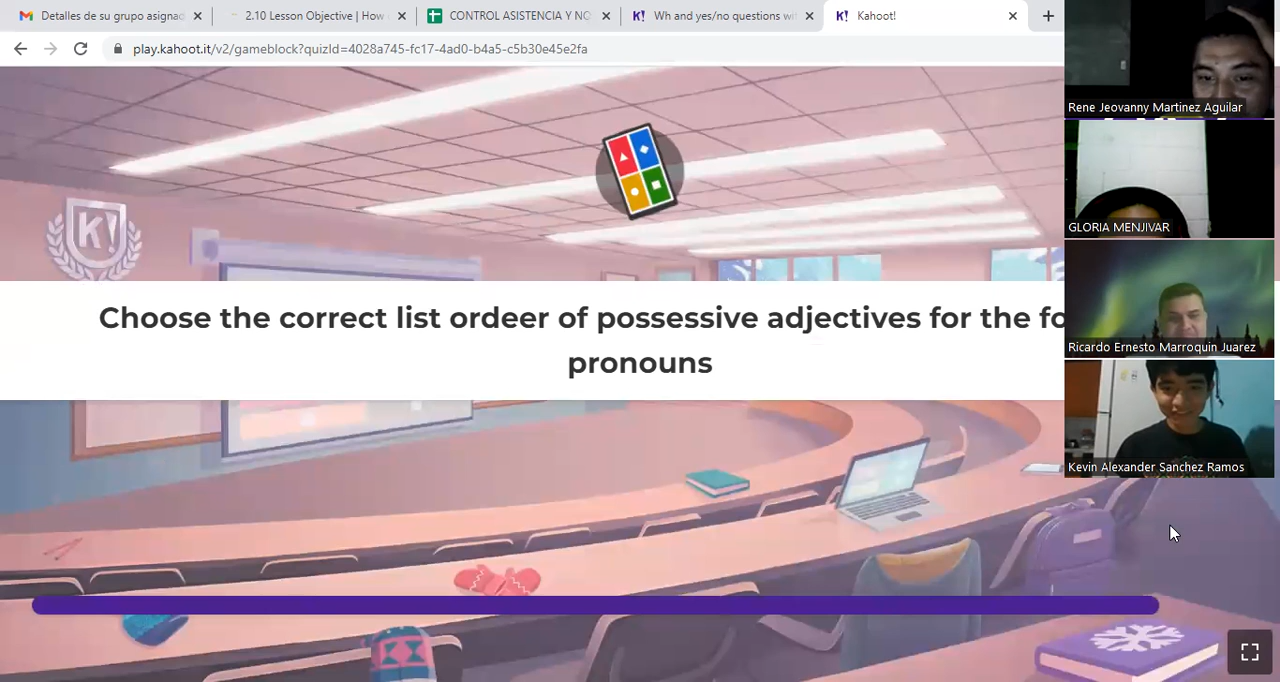 Detalles de su grupo asignad
2.10 Lesson Objective | How
CONTROL ASISTENCIA Y NO
Wh and yes/no questions wi
Kahoot!
play.kahoot.it/v2/gameblock?quizId=4028a745-fc17-4ad0-b4a5-c5b30e45e2fa
K!
Choose the correct list ordeer of possessive adjectives for the fo
pronouns
Rene Jeovanny Martinez Aguilar
GLORIA MENJIVAR
Ricardo Ernesto Marroquin Juarez
Kevin Alexander Sanchez Ramos